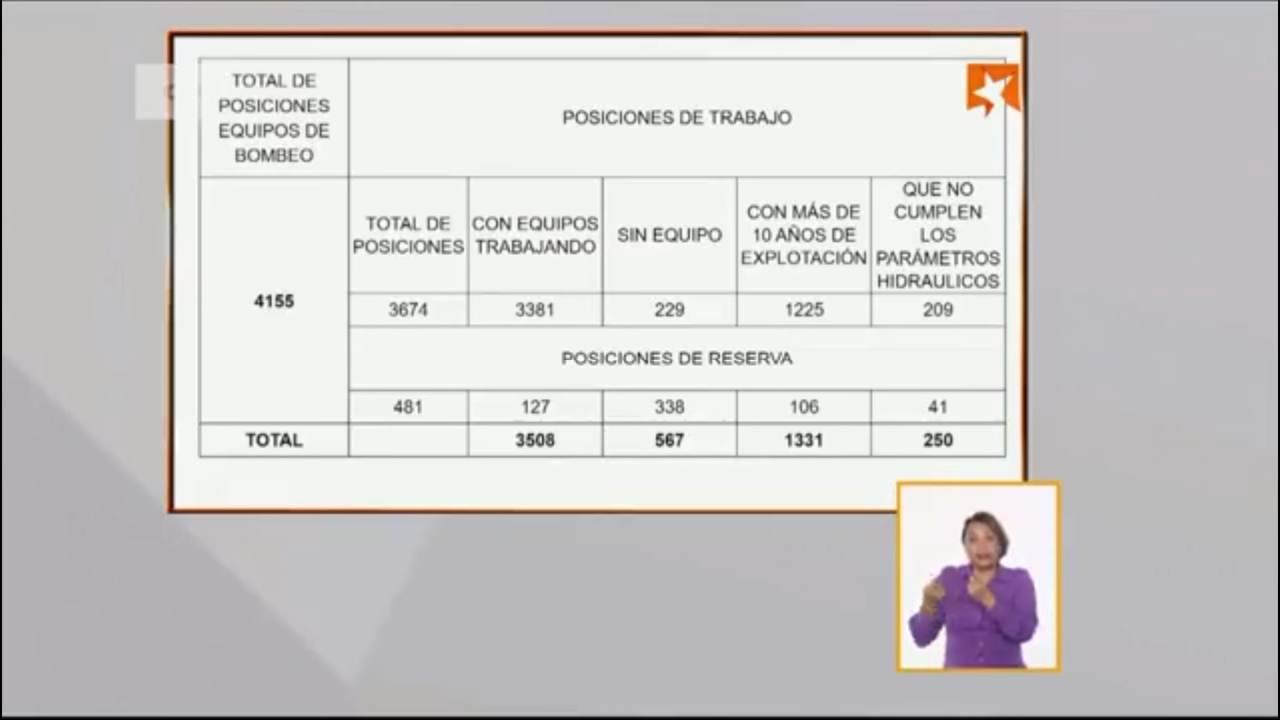 TOTAL DE
POSICIONES
EQUIPOS DE
BOMBEO
POSICIONES DE TRABAJO
4155
TOTAL DE
POSICIONES
CON EQUIPOS
TRABAJANDO
SIN EQUIPO
CON MÁS DE
10 AÑOS DE
EXPLOTACIÓN
QUE NO
CUMPLEN
LOS
PARÁMETROS
HIDRAULICOS
3674
3381
229
1225
209
POSICIONES DE RESERVA
481
127
338
106
41
TOTAL
3508
567
1331
250